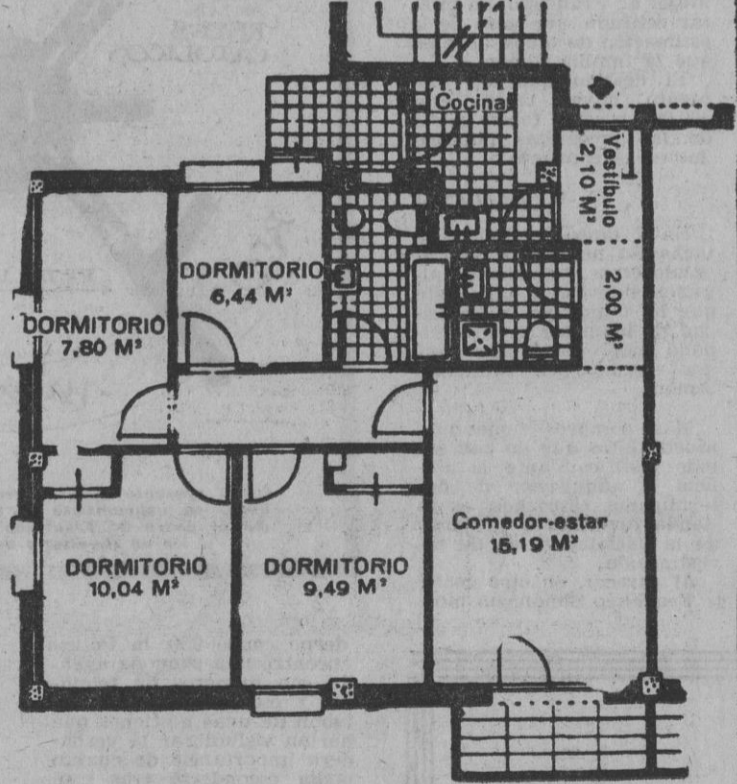 Cocina
Vestíbulo
2,10 M²
2,00 M²
DORMITORIO
6,44 M²
DORMITORIO
7,80 M²
Comedor-estar
15,19 M²
DORMITORIO
10,04 M²
DORMITORIO
9,49 M²